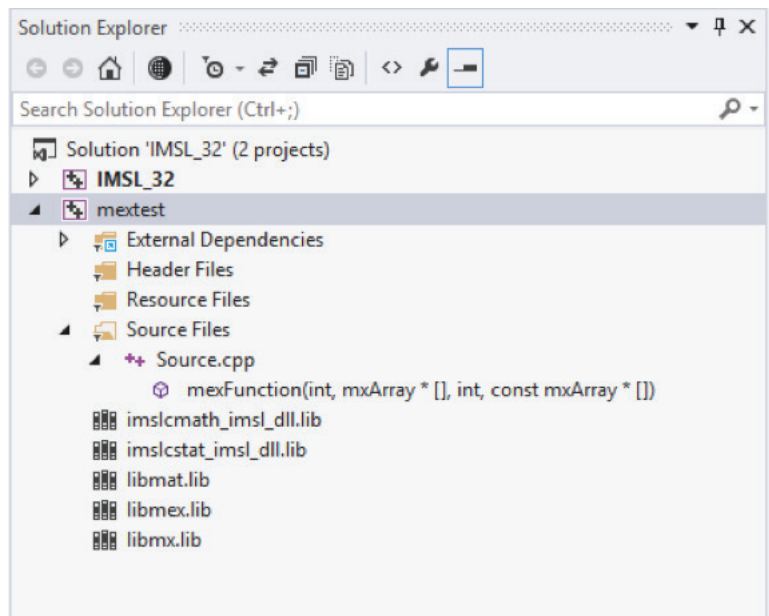 Solution Explorer
Search Solution Explorer (Ctrl+;)
Solution 'IMSL_32' (2 projects)
IMSL_32
mextest
External Dependencies
Header Files
Resource Files
Source Files
Source.cpp
mexFunction(int, mxArray * [], int, const mxArray * [])
imslcmath_imsl_dll.lib
imslcstat_imsl_dll.lib
libmat.lib
libmex.lib
libmx.lib